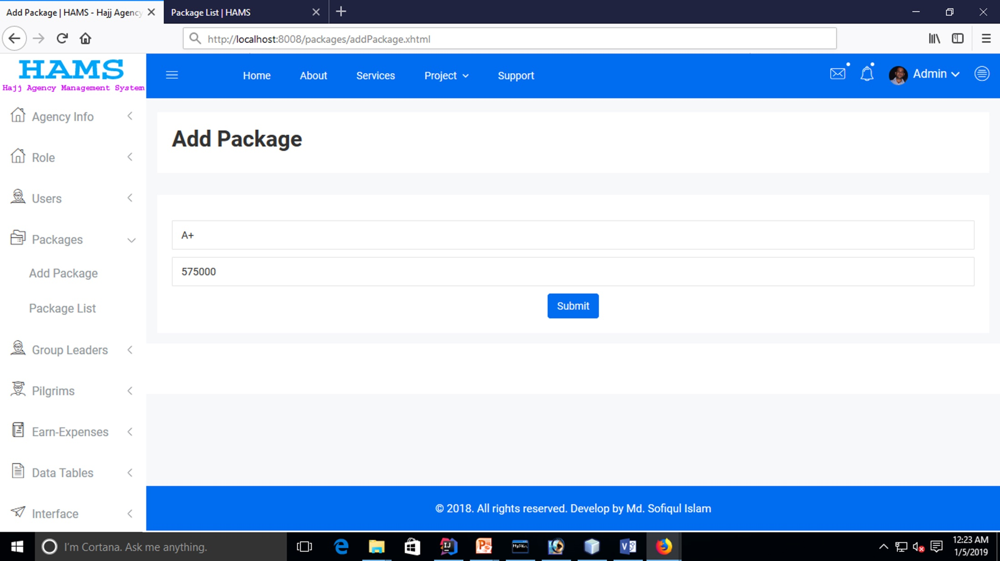 Add Package | HAMS - Hajj Agency
Package List | HAMS
http://localhost:8008/packages/addPackage.xhtml
HAMS
Hajj Agency Management System
Home
About
Services
Project
Support
Admin
Agency Info
Role
Users
Packages
Add Package
Package List
Group Leaders
Pilgrims
Earn-Expenses
Data Tables
Interface
Add Package
A+
575000
Submit
© 2018. All rights reserved. Develop by Md. Sofiqul Islam
I'm Cortana. Ask me anything.
12:23 AM
1/5/2019